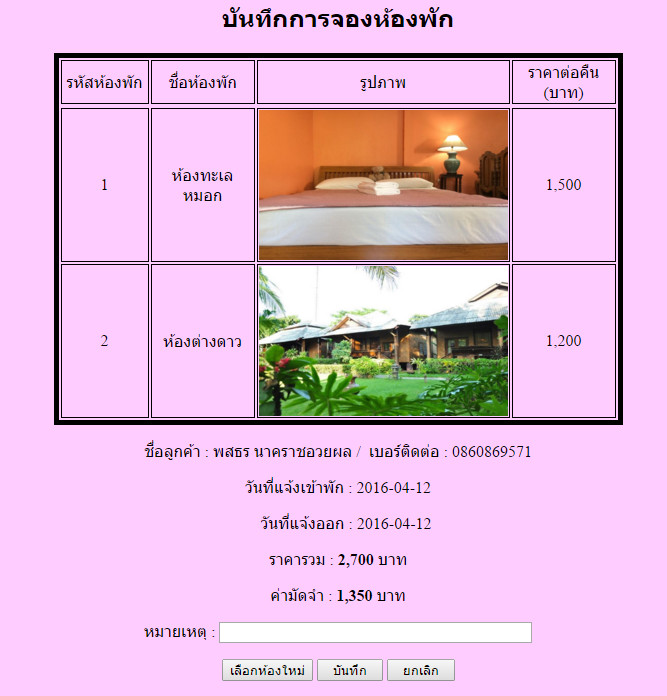 บันทึกการจองห้องพัก
รหัสห้องพัก ชื่อห้องพัก รูปภาพ ราคาต่อคืน
(บาท)
1 ห้องทะเล
หมอก 1,500
2 ห้องต่างดาว 1,200
ชื่อลูกค้า : พสธร นาคราชอวยผล / เบอร์ติดต่อ : 0860869571
วันที่แจ้งเข้าพัก : 2016-04-12
วันที่แจ้งออก : 2016-04-12
ราคารวม : 2,700 บาท
ค่ามัดจำ : 1,350 บาท
หมายเหตุ :
เลือกห้องใหม่ บันทึก ยกเลิก